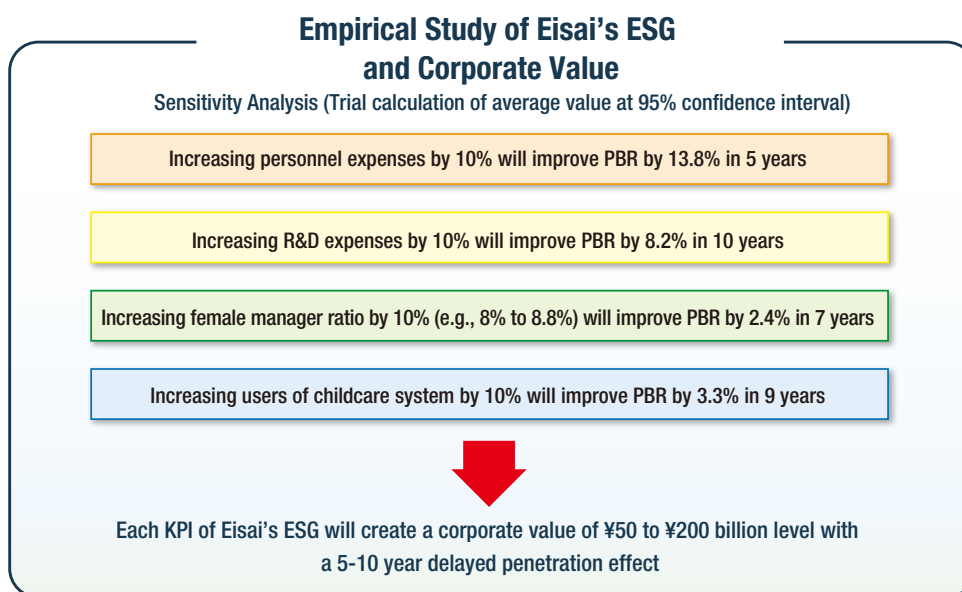 Empirical Study of Eisai's ESG
and Corporate Value
Sensitivity Analysis (Trial calculation of average value at 95% confidence interval)
Increasing personnel expenses by 10% will improve PBR by 13.8% in 5 years
Increasing R&D expenses by 10% will improve PBR by 8.2% in 10 years
Increasing female manager ratio by 10% (e.g., 8% to 8.8%) will improve PBR by 2.4% in 7 years
Increasing users of childcare system by 10% will improve PBR by 3.3% in 9 years
Each KPI of Eisai's ESG will create a corporate value of ¥50 to ¥200 billion level with
a 5-10 year delayed penetration effect